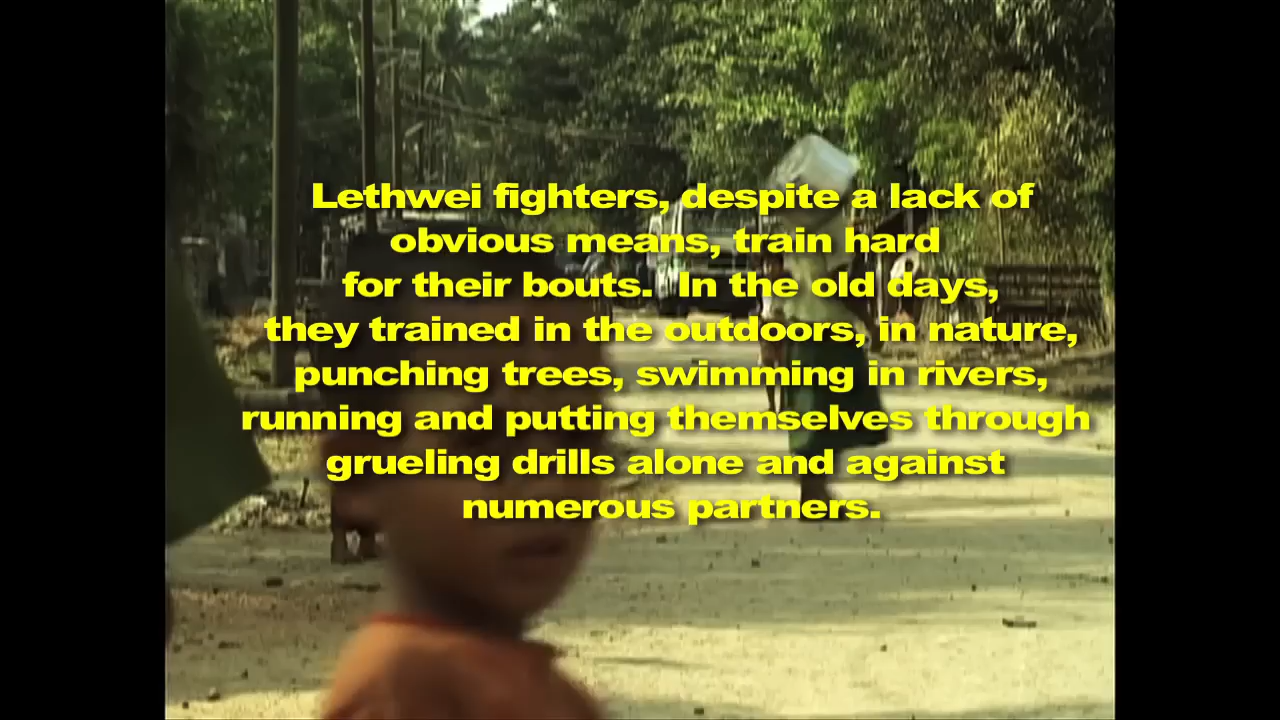 Lethwei fighters, despite a lack of
obvious means, train hard
for their bouts.  In the old days,
they trained in the outdoors, in nature,
punching trees, swimming in rivers,
running and putting themselves through
grueling drills alone and against
numerous partners.